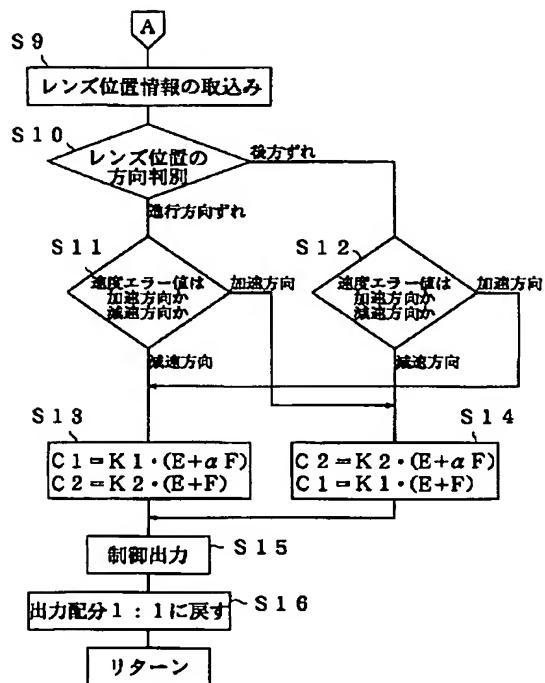 A
S9
レンズ位置情報の取込み
S10
レンズ位置の
方向判別
後方ずれ
進行方向ずれ
S11
速度エラー値は
加速方向か
減速方向か
加速方向
減速方向
S12
速度エラー値は
加速方向か
減速方向か
加速方向
減速方向
S13
C1=K1・(E+αF)
C2=K2・(E+F)
S14
C2=K2・(E+αF)
C1=K1・(E+F)
制御出力
S15
出力配分1:1に戻す
S16
リターン